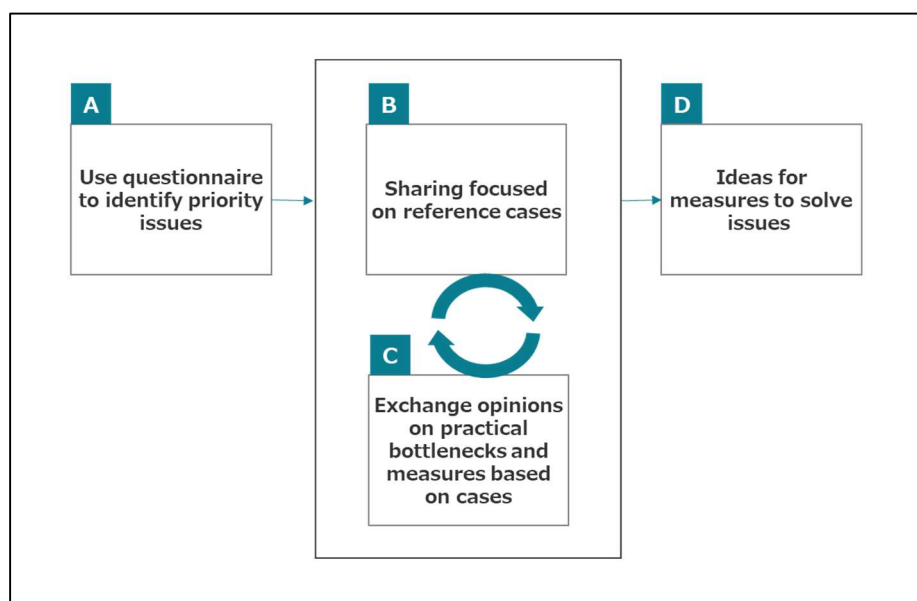 A
Use questionnaire
to identify priority
issues
B
Sharing focused
on reference cases
C
Exchange opinions
on practical
bottlenecks and
measures based
on cases
D
Ideas for
measures to solve
issues